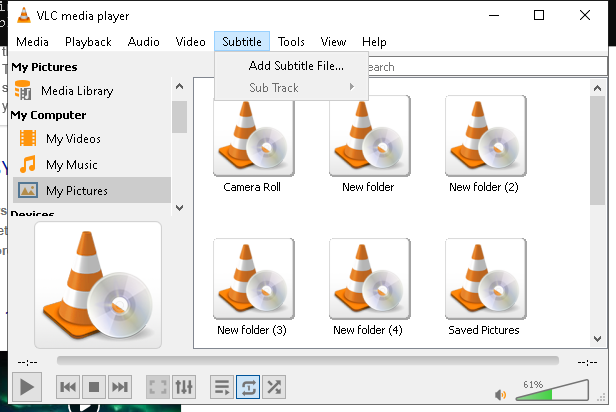 VLC media player
Media Playback Audio Video Subtitle Tools View Help
Add Subtitle File...
Sub Track
My Pictures
Media Library
My Computer
My Videos
My Music
My Pictures
Devices
Camera Roll New folder New folder (2)
New folder (3) New folder (4) Saved Pictures
--:-- --:--
61%